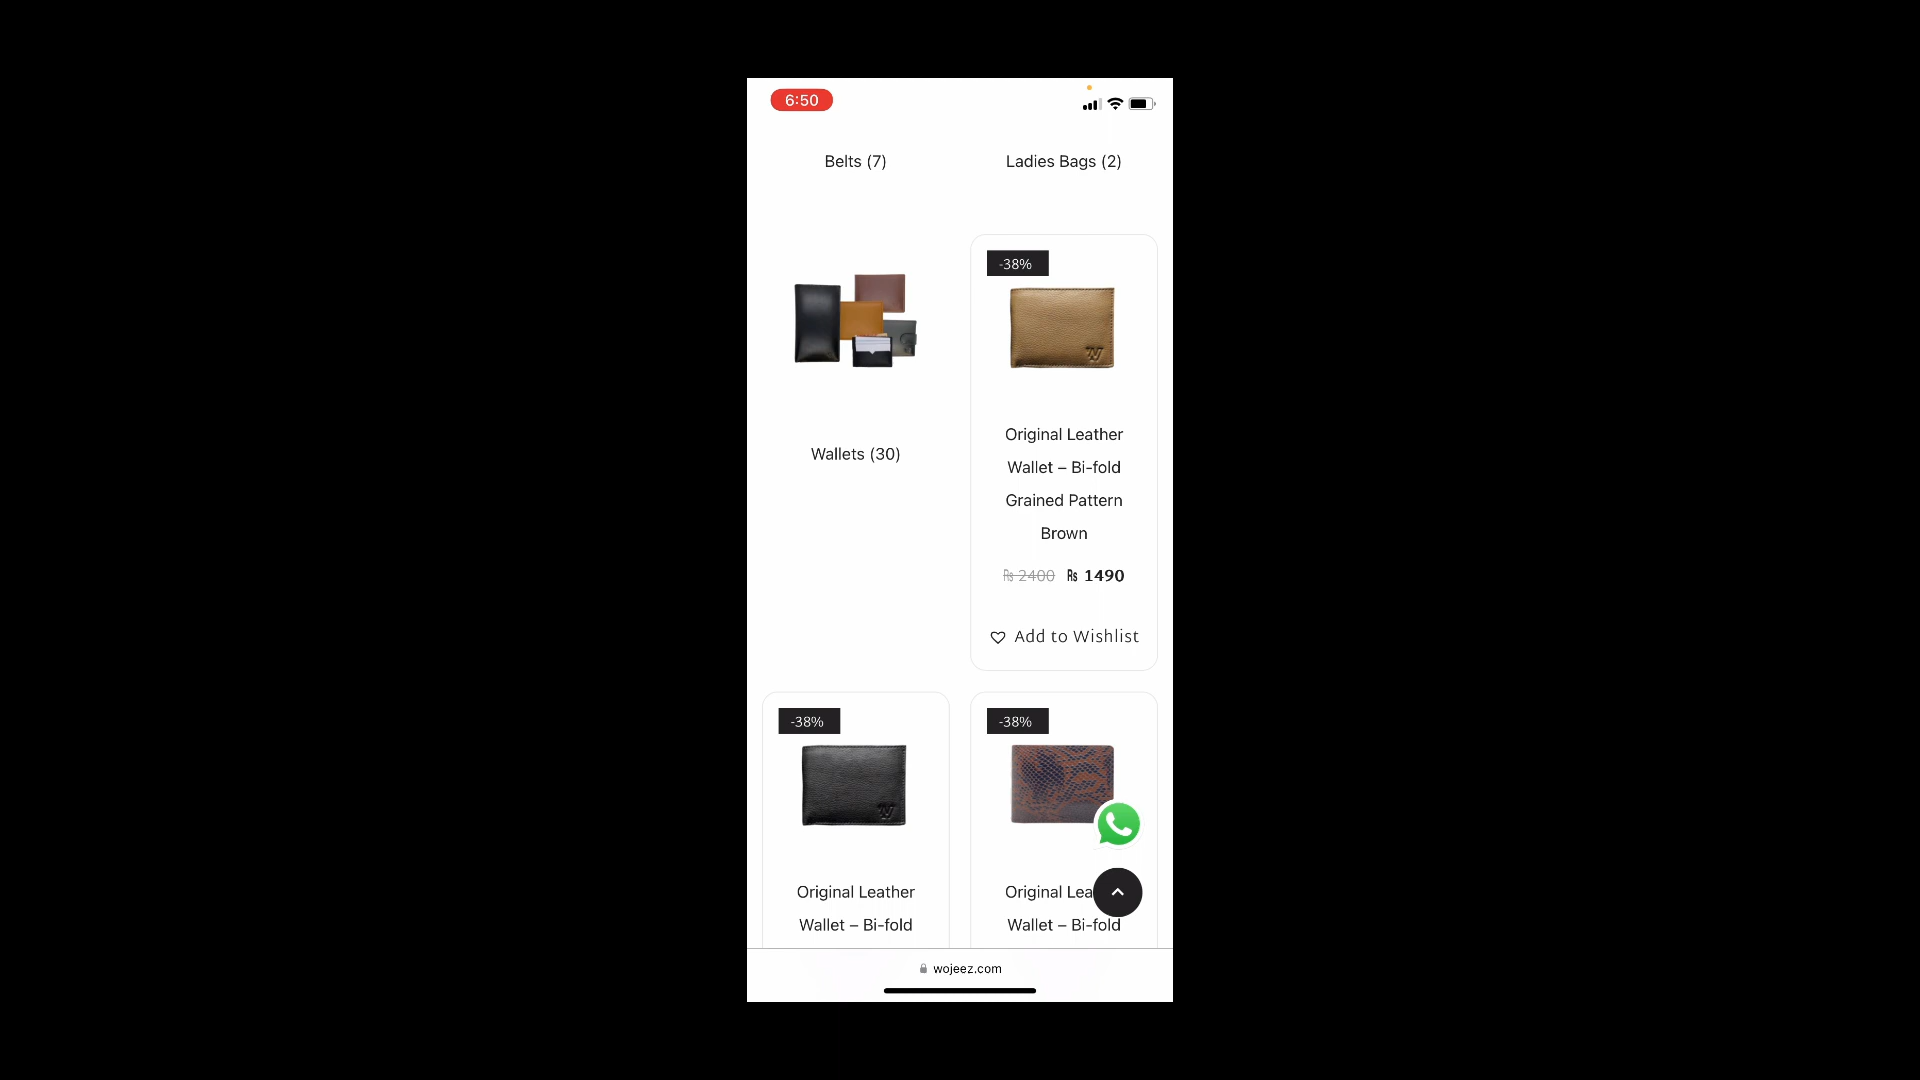 6:50
Belts (7)
Ladies Bags (2)
-38%
Wallets (30)
Original Leather
Wallet – Bi-fold
Grained Pattern
Brown
₨ 2400 ₨ 1490
Add to Wishlist
-38%
Original Leather
Wallet – Bi-fold
-38%
Original Lea
Wallet – Bi-fold
wojeez.com